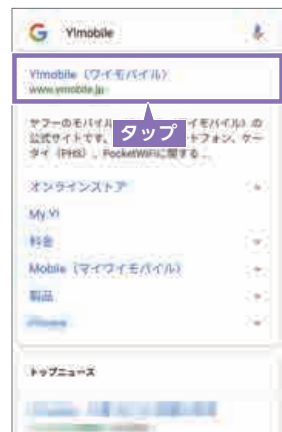 G Y!mobile
Y!mobile (ワイモバイル)
www.ymobile.jp
ヤフーのモバイル イモバイル) の
公式サイトです。 トフォン、ケー
タイ (PHS) 、PocketWiFiに関する ...
タップ
オンラインストア
My Y!
料金
Mobile (マイワイモバイル)
製品
iPhone
トップニュース